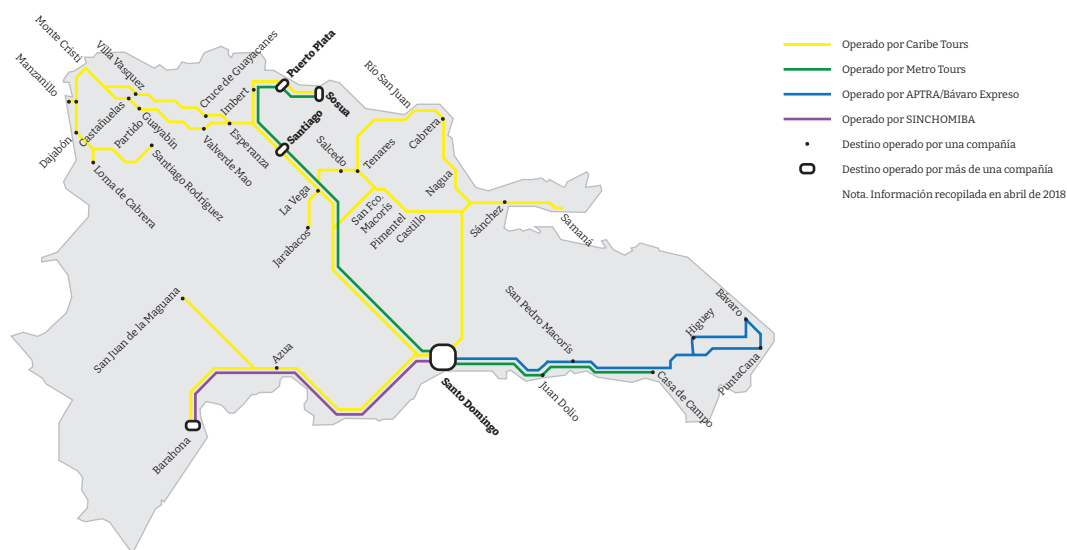 Monte Cristi
Manzanillo
Villa Vasquez
Cruce de Guayacanes
Imbert
Puerto Plata
Sosua
Río San Juan
Dajabón
Castañuelas
Guayabín
Partido
Valverde Mao
Esperanza
Santiago
Salcedo
Tenares
Cabrera
Loma de Cabrera
Santiago Rodríguez
La Vega
Jarabacos
San Fco.
Macorís
Pimentel
Castillo
Nagua
Sánchez
Samaná
San Juan de la Maguana
Azua
Barahona
Santo Domingo
San Pedro Macorís
Juan Dolio
Casa de Campo
Higuey
Bávaro
PuntaCana
Operado por Caribe Tours
Operado por Metro Tours
Operado por APTRA/Bávaro Expreso
Operado por SINCHOMIBA
Destino operado por una compañía
Destino operado por más de una compañía
Nota. Información recopilada en abril de 2018